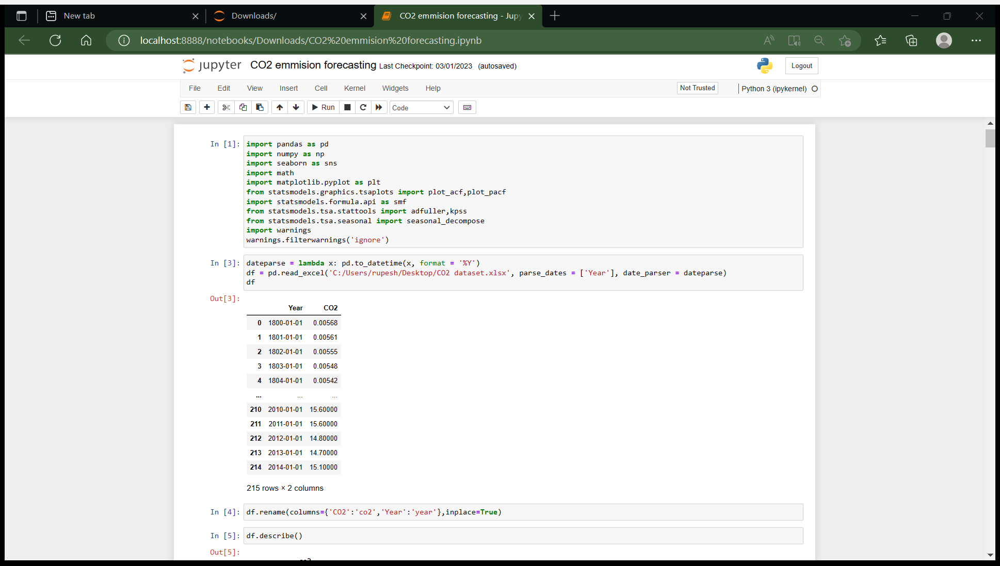 New tab
Downloads/
CO2 emmision forecasting - Jupy
localhost:8888/notebooks/Downloads/CO2%20emmision%20forecasting.ipynb
jupyter CO2 emmision forecasting Last Checkpoint: 03/01/2023 (autosaved)
Logout
File Edit View Insert Cell Kernel Widgets Help
Not Trusted
Python 3 (ipykernel)
Run
Code
In [1]:
import pandas as pd
import numpy as np
import seaborn as sns
import math
import matplotlib.pyplot as plt
from statsmodels.graphics.tsaplots import plot_acf,plot_pacf
import statsmodels.formula.api as smf
from statsmodels.tsa.stattools import adfuller,kpss
from statsmodels.tsa.seasonal import seasonal_decompose
import warnings
warnings.filterwarnings('ignore')
In [3]:
dateparse = lambda x: pd.to_datetime(x, format = '%Y')
df = pd.read_excel('C:/Users/rupesh/Desktop/CO2 dataset.xlsx', parse_dates = ['Year'], date_parser = dateparse)
df
Out[3]:
Year CO2
0 1800-01-01 0.00568
1 1801-01-01 0.00561
2 1802-01-01 0.00555
3 1803-01-01 0.00548
4 1804-01-01 0.00542
... ... ...
210 2010-01-01 15.60000
211 2011-01-01 15.60000
212 2012-01-01 14.80000
213 2013-01-01 14.70000
214 2014-01-01 15.10000
215 rows × 2 columns
In [4]: df.rename(columns={'CO2':'co2','Year':'year'},inplace=True)
In [5]: df.describe()
Out[5]: